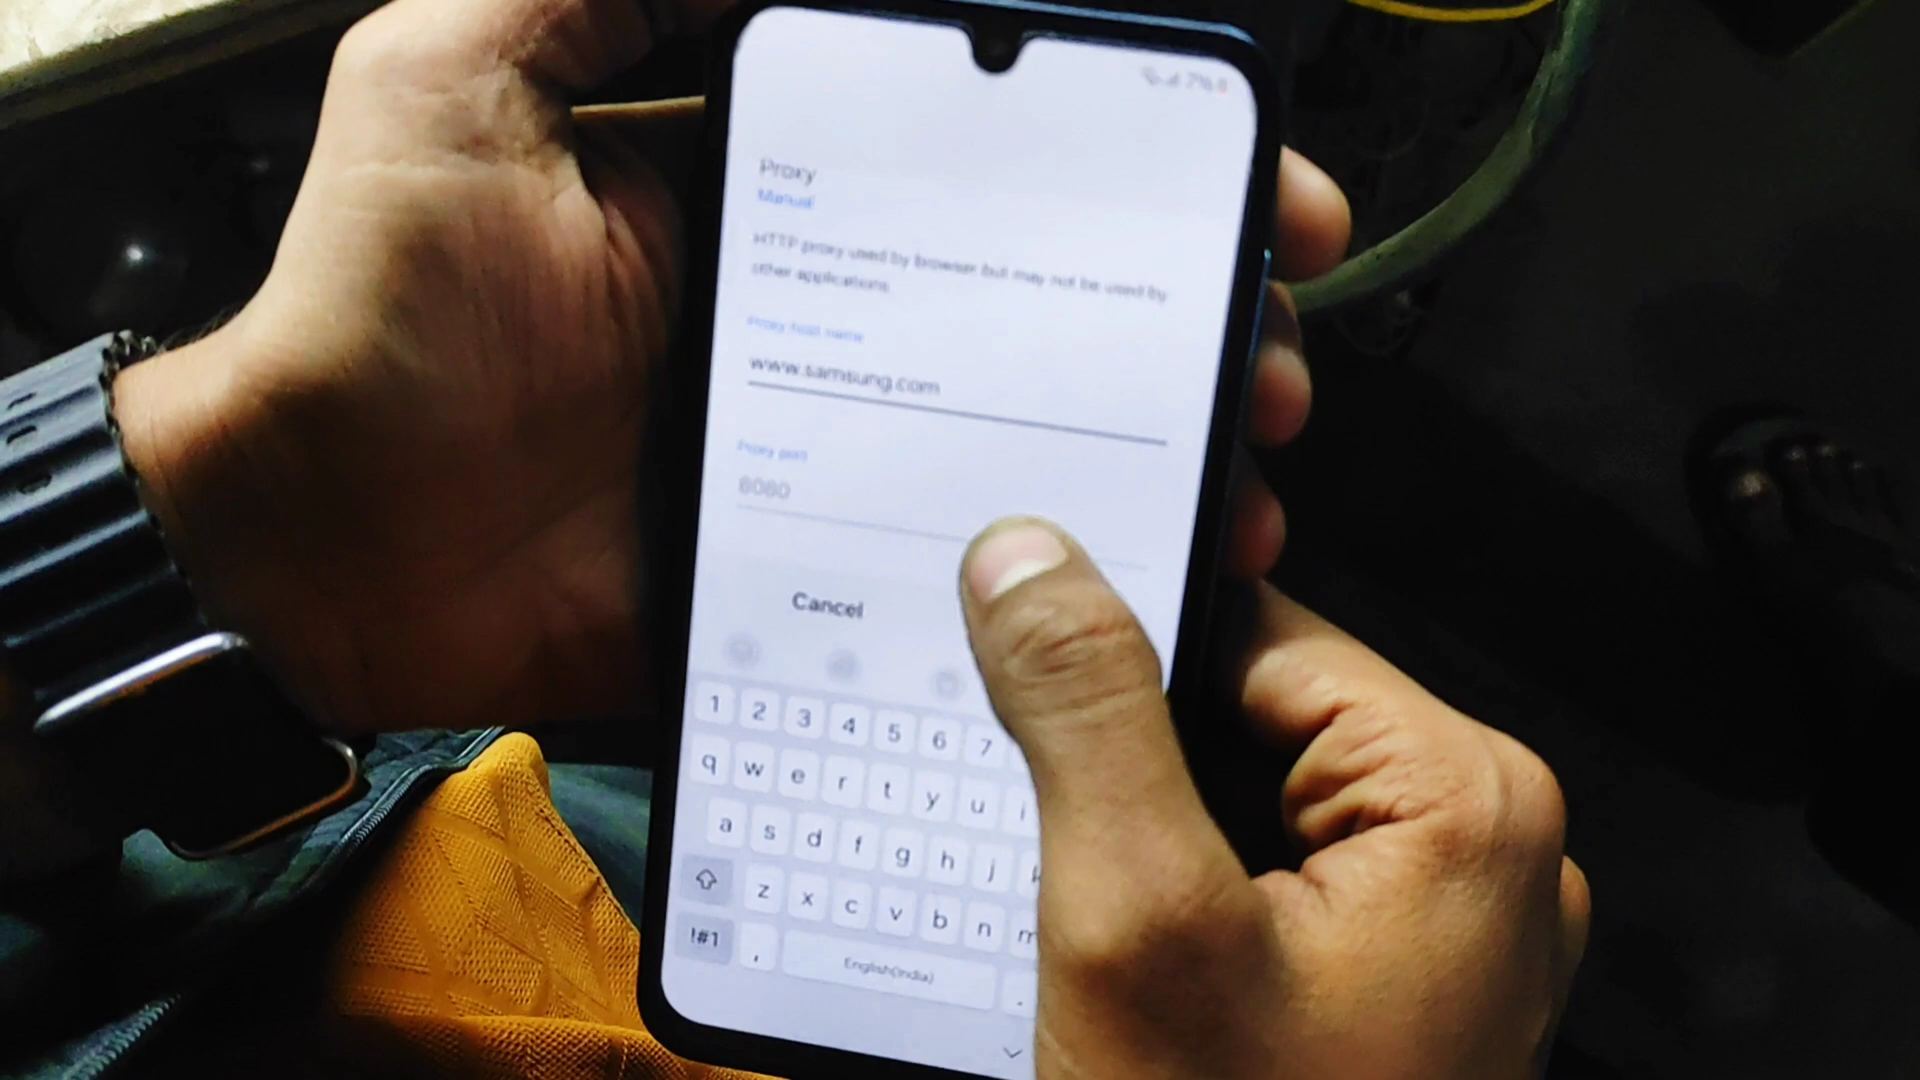 7%
Proxy
Manual
HTTP proxy used by browser but may not be used by
other applications.
Proxy host name
www.samsung.com
Proxy port
8080
Cancel
1 2 3 4 5 6 7
q w e r t y u i
a s d f g h j k
z x c v b n m
!#1 , English(India) .